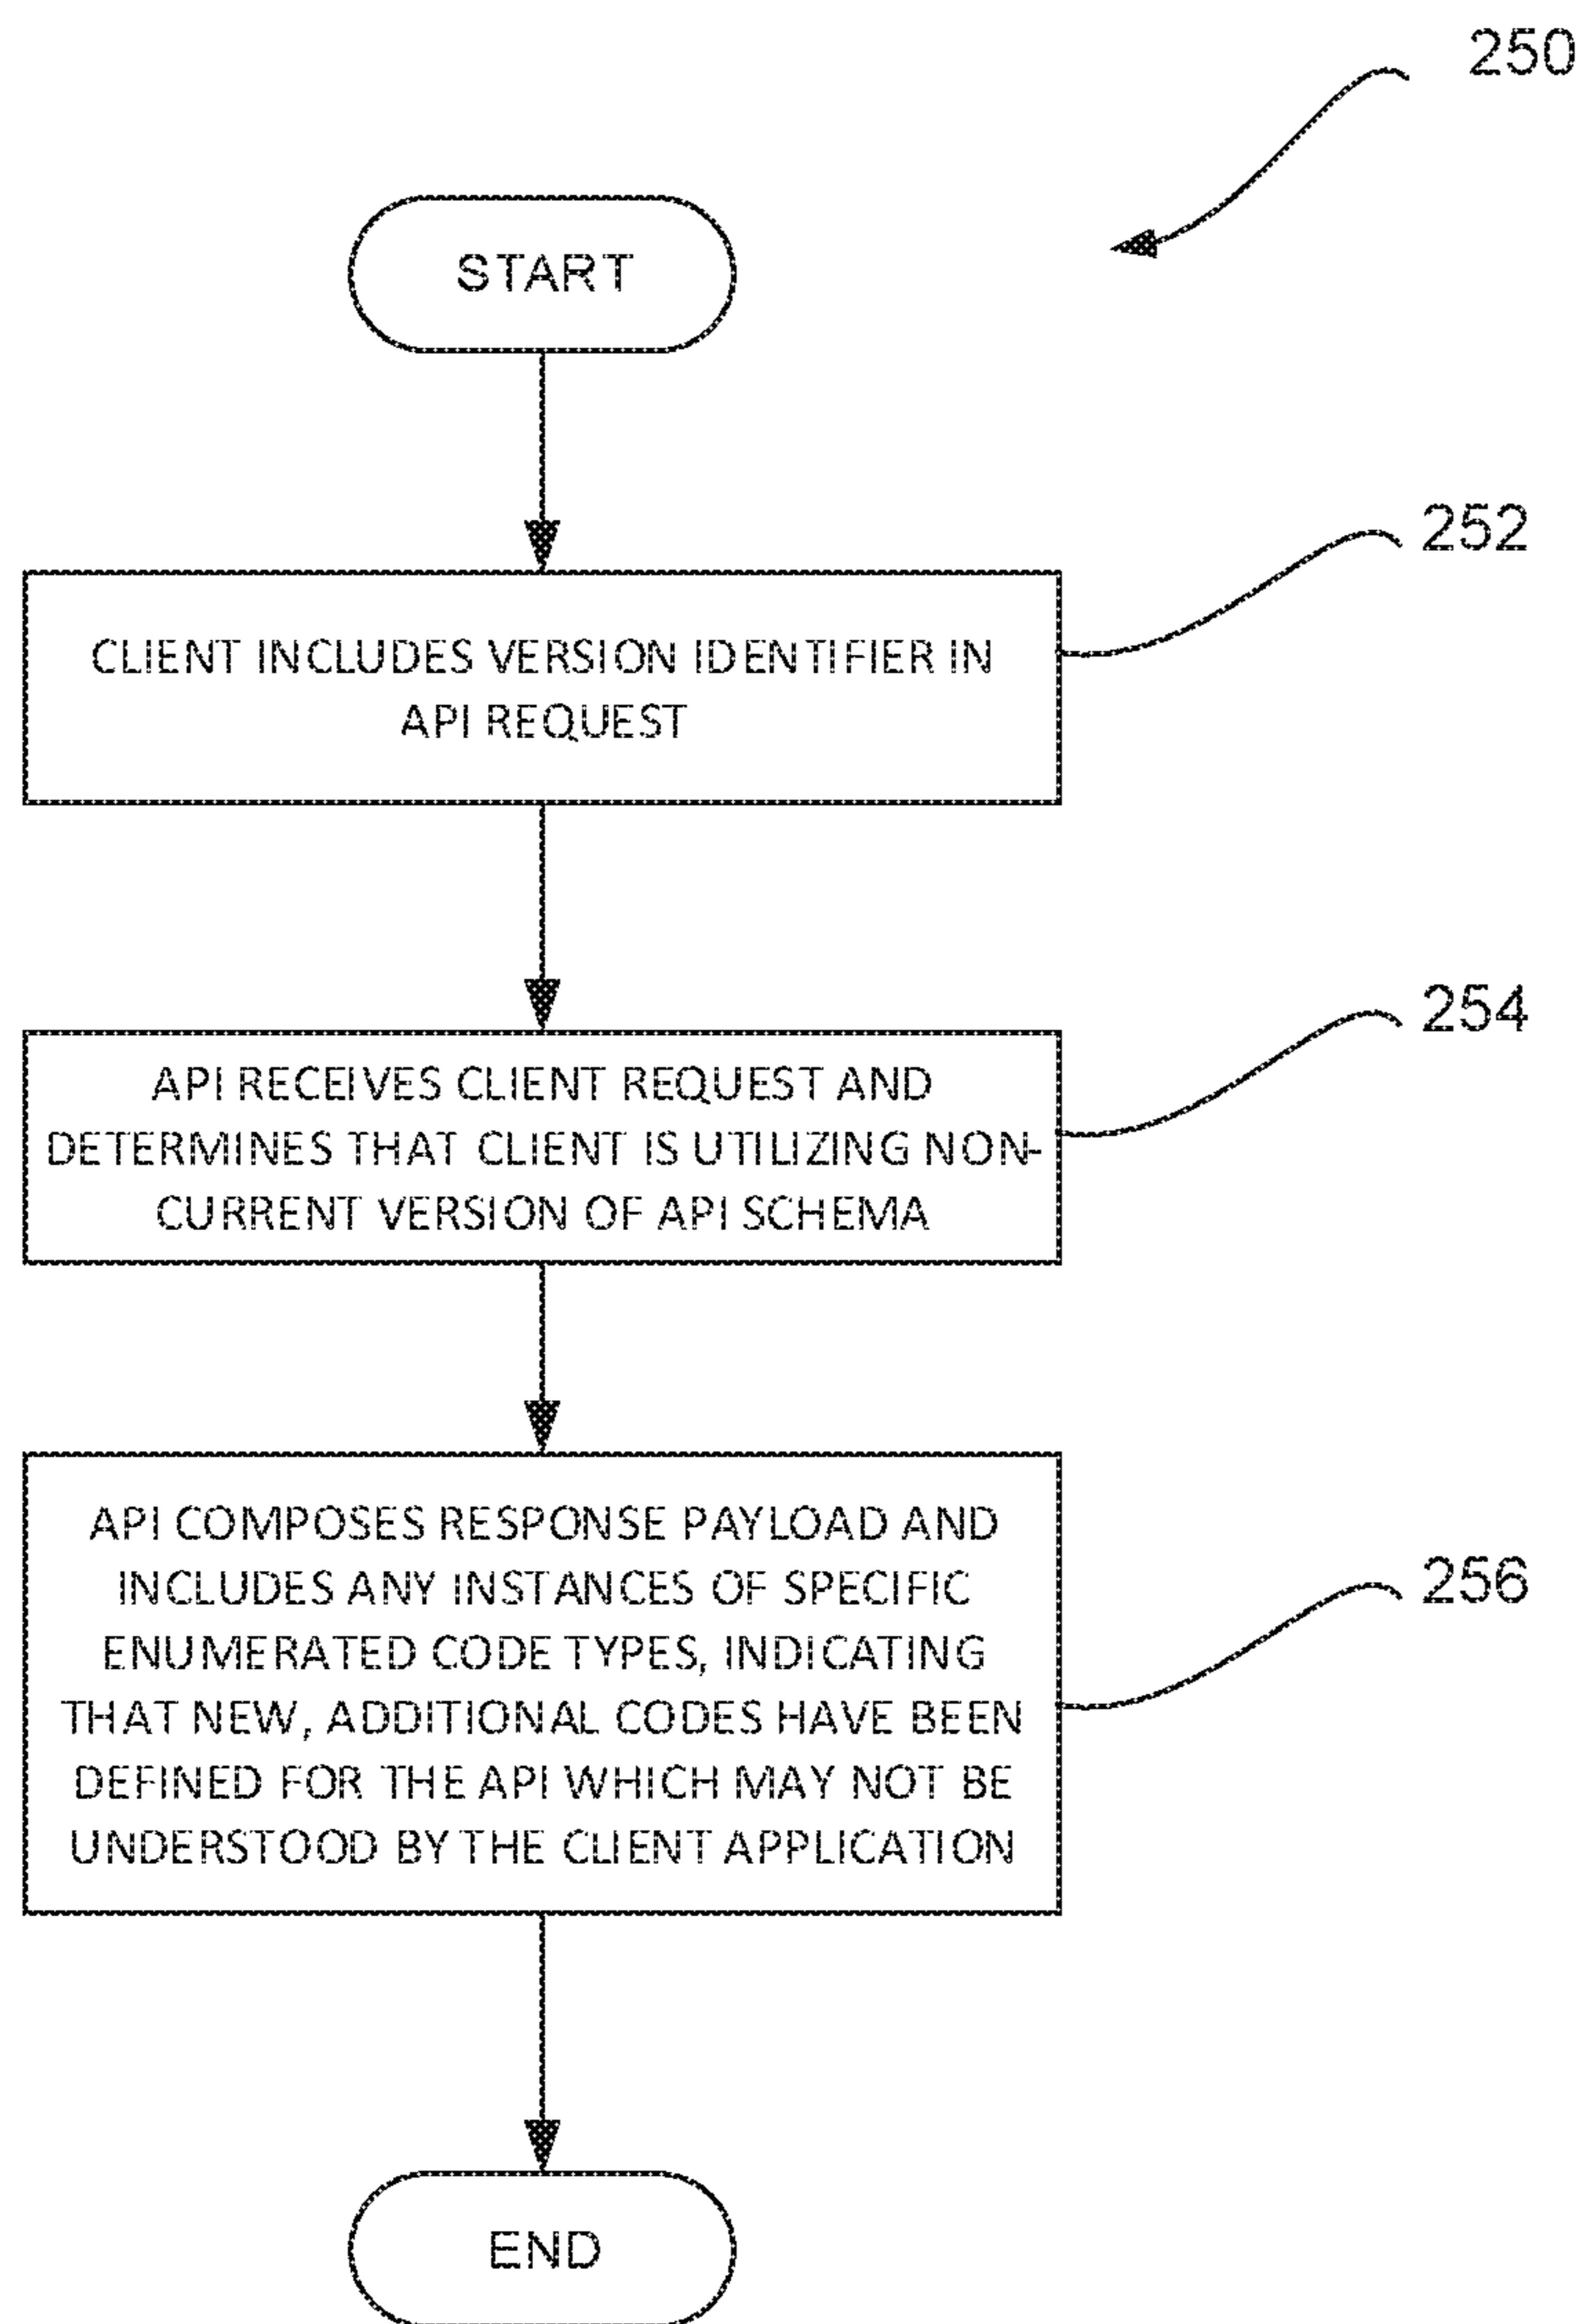 250
START
252
CLIENT INCLUDES VERSION IDENTIFIER IN
API REQUEST
254
API RECEIVES CLIENT REQUEST AND
DETERMINES THAT CLIENT IS UTILIZING NON-
CURRENT VERSION OF API SCHEMA
256
API COMPOSES RESPONSE PAYLOAD AND
INCLUDES ANY INSTANCES OF SPECIFIC
ENUMERATED CODE TYPES, INDICATING
THAT NEW, ADDITIONAL CODES HAVE BEEN
DEFINED FOR THE API WHICH MAY NOT BE
UNDERSTOOD BY THE CLIENT APPLICATION
END